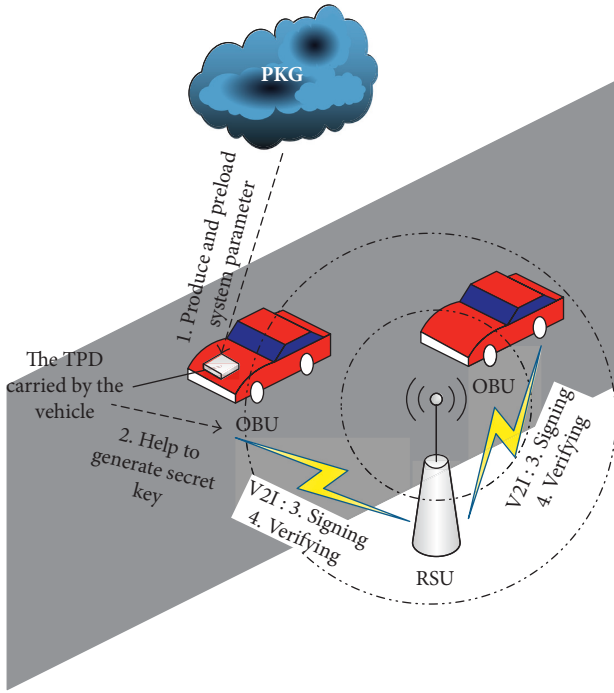 PKG
1. Produce and preload
system parameter
The TPD
carried by the
vehicle
OBU
OBU
2. Help to
generate secret
key
V2I : 3. Signing
4. Verifying
V2I : 3. Signing
4. Verifying
RSU